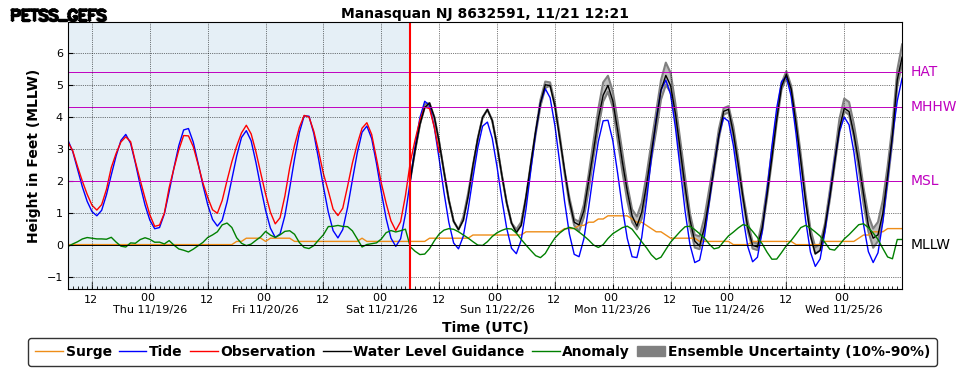 PETSS_GEFS
Manasquan NJ 8632591, 11/21 12:21
Height in Feet (MLLW)
6
5
4
3
2
1
0
−1
HAT
MHHW
MSL
MLLW
12 00 12 00 12 00 12 00 12 00 12 00 12 00
Thu 11/19/26 Fri 11/20/26 Sat 11/21/26 Sun 11/22/26 Mon 11/23/26 Tue 11/24/26 Wed 11/25/26
Time (UTC)
Surge Tide Observation Water Level Guidance Anomaly Ensemble Uncertainty (10%-90%)